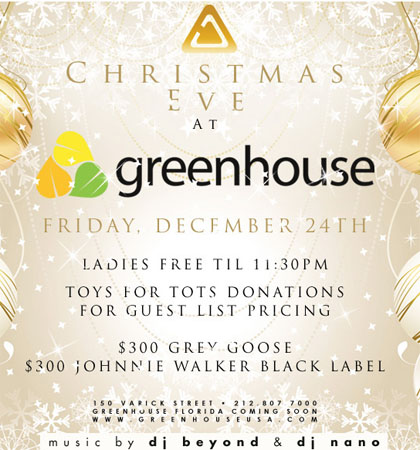 CHRISTMAS
EVE
AT
greenhouse
FRIDAY, DECEMBER 24TH
LADIES FREE TIL 11:30PM
TOYS FOR TOTS DONATIONS
FOR GUEST LIST PRICING
$300 GREY GOOSE
$300 JOHNNIE WALKER BLACK LABEL
150 VARICK STREET • 212.807.7000
GREENHOUSE FLORIDA COMING SOON
WWW.GREENHOUSEUSA.COM
music by dj beyond & dj nano